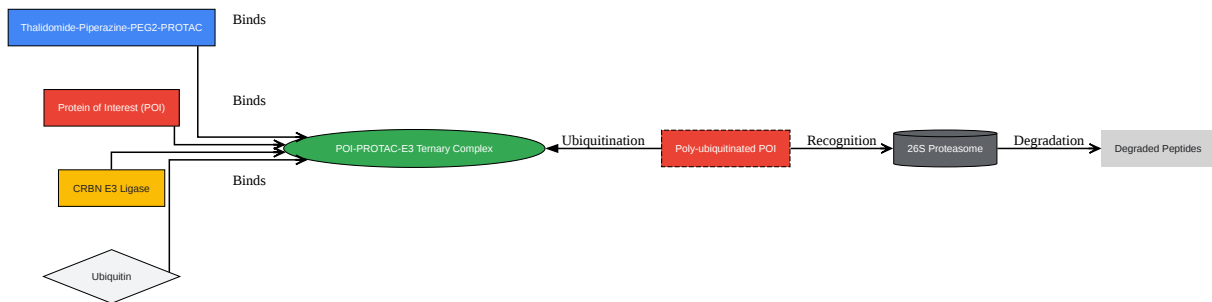 Thalidomide-Piperazine-PEG2-PROTAC
Binds
Protein of Interest (POI)
Binds
POI-PROTAC-E3 Ternary Complex
Ubiquitination
Poly-ubiquitinated POI
Recognition
26S Proteasome
Degradation
Degraded Peptides
CRBN E3 Ligase
Binds
Ubiquitin